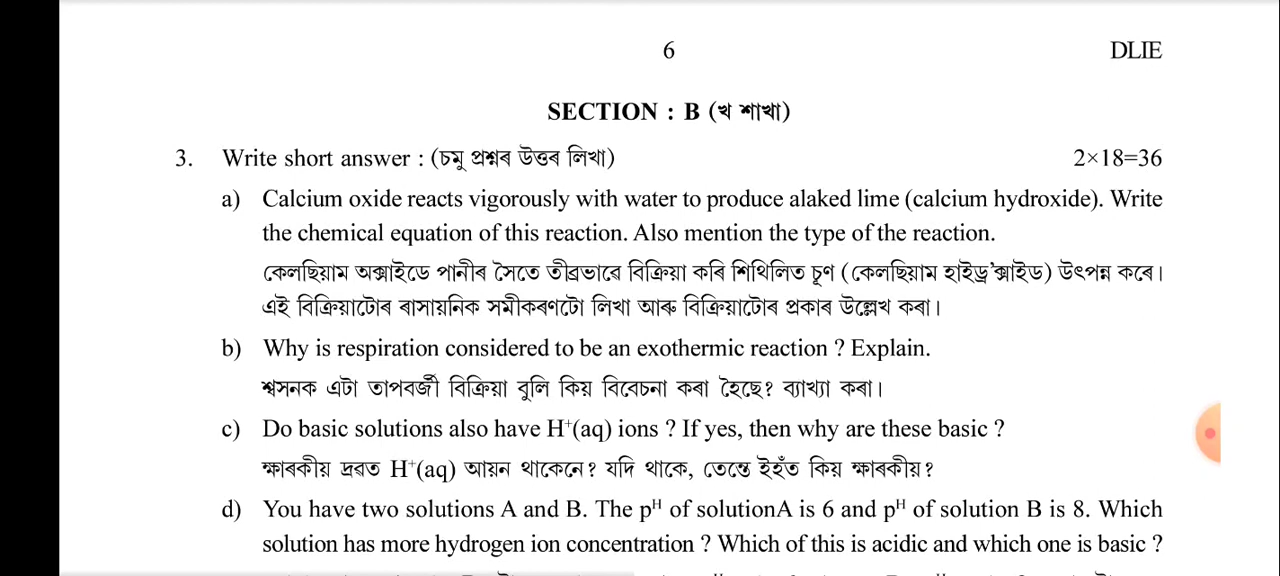 6 DLIE
SECTION : B (খ শাখা)
3. Write short answer : (চমু প্ৰশ্নৰ উত্তৰ লিখা) 2×18=36
a) Calcium oxide reacts vigorously with water to produce alaked lime (calcium hydroxide). Write
the chemical equation of this reaction. Also mention the type of the reaction.
কেলছিয়াম অক্সাইডে পানীৰ সৈতে তীব্ৰভাৱে বিক্ৰিয়া কৰি শিথিলিত চূণ (কেলছিয়াম হাইড্ৰ'ক্সাইড) উৎপন্ন কৰে।
এই বিক্ৰিয়াটোৰ ৰাসায়নিক সমীকৰণটো লিখা আৰু বিক্ৰিয়াটোৰ প্ৰকাৰ উল্লেখ কৰা।
b) Why is respiration considered to be an exothermic reaction ? Explain.
শ্বসনক এটা তাপবৰ্জী বিক্ৰিয়া বুলি কিয় বিবেচনা কৰা হৈছে? ব্যাখ্যা কৰা।
c) Do basic solutions also have H⁺(aq) ions ? If yes, then why are these basic ?
ক্ষাৰকীয় দ্ৰৱত H⁺(aq) আয়ন থাকেনে? যদি থাকে, তেন্তে ইহঁত কিয় ক্ষাৰকীয়?
d) You have two solutions A and B. The pᴴ of solutionA is 6 and pᴴ of solution B is 8. Which
solution has more hydrogen ion concentration ? Which of this is acidic and which one is basic ?